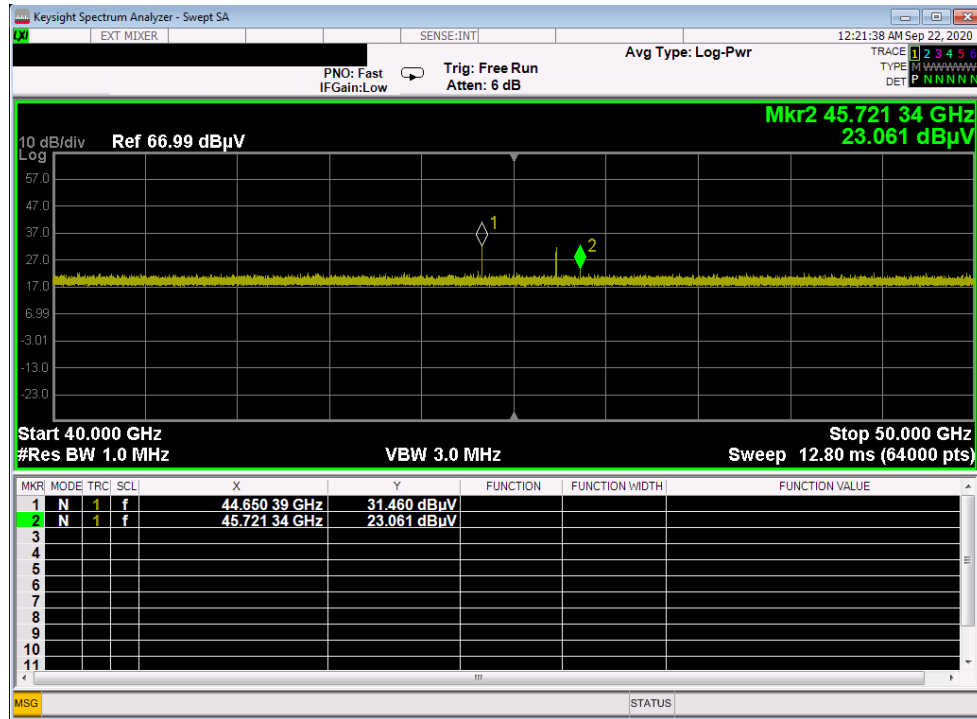 Keysight Spectrum Analyzer - Swept SA
LXI EXT MIXER SENSE:INT 12:21:38 AM Sep 22, 2020
Avg Type: Log-Pwr TRACE 1 2 3 4 5 6
PNO: Fast Trig: Free Run TYPE M WWWWW
IFGain:Low Atten: 6 dB DET P N N N N N
Mkr2 45.721 34 GHz
10 dB/div Ref 66.99 dBµV 23.061 dBµV
Log
57.0
1
47.0
37.0
2
27.0
17.0
6.99
-3.01
-13.0
-23.0
Start 40.000 GHz Stop 50.000 GHz
#Res BW 1.0 MHz VBW 3.0 MHz Sweep 12.80 ms (64000 pts)
MKR MODE TRC SCL X Y FUNCTION FUNCTION WIDTH FUNCTION VALUE
1 N 1 f 44.650 39 GHz 31.460 dBµV
2 N 1 f 45.721 34 GHz 23.061 dBµV
3
4
5
6
7
8
9
10
11
MSG STATUS